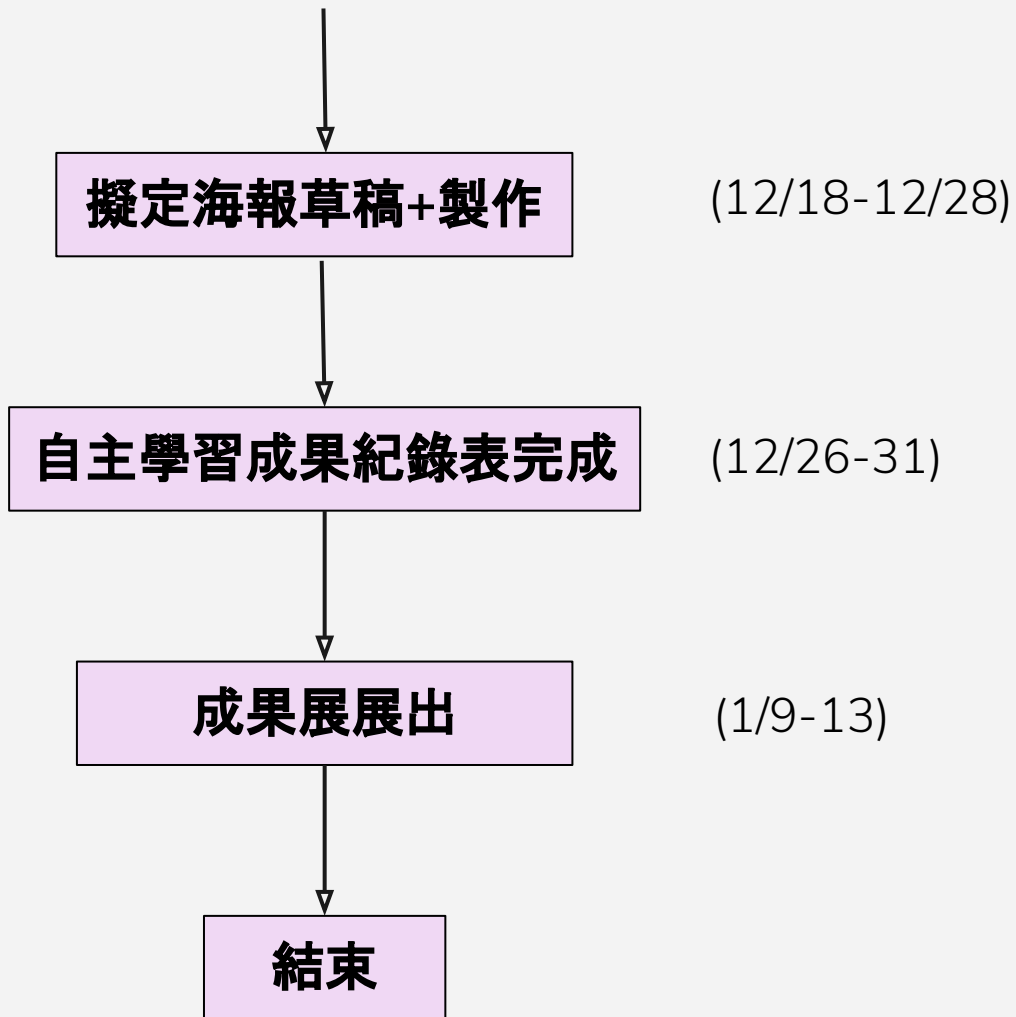 擬定海報草稿+製作 (12/18-12/28)
自主學習成果紀錄表完成 (12/26-31)
成果展展出 (1/9-13)
結束